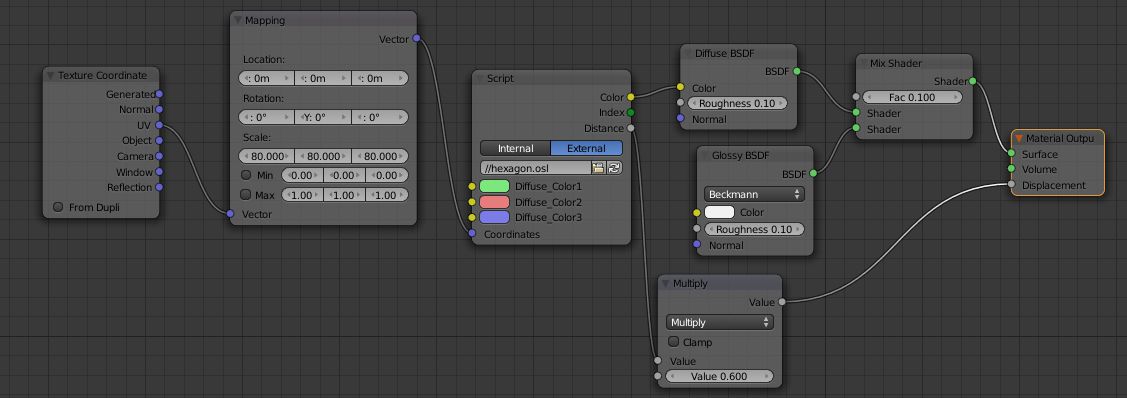 Texture Coordinate
Generated
Normal
UV
Object
Camera
Window
Reflection
From Dupli
Mapping
Vector
Location:
: 0m : 0m : 0m
Rotation:
: 0° Y: 0° : 0°
Scale:
80.000 80.000 80.000
Min 0.00 0.00 0.00
Max 1.00 1.00 1.00
Vector
Script
Color
Index
Distance
Internal External
//hexagon.osl
Diffuse_Color1
Diffuse_Color2
Diffuse_Color3
Coordinates
Diffuse BSDF
BSDF
Color
Roughness 0.10
Normal
Glossy BSDF
BSDF
Beckmann
Color
Roughness 0.10
Normal
Multiply
Value
Multiply
Clamp
Value
Value 0.600
Mix Shader
Shader
Fac 0.100
Shader
Shader
Material Outpu
Surface
Volume
Displacement